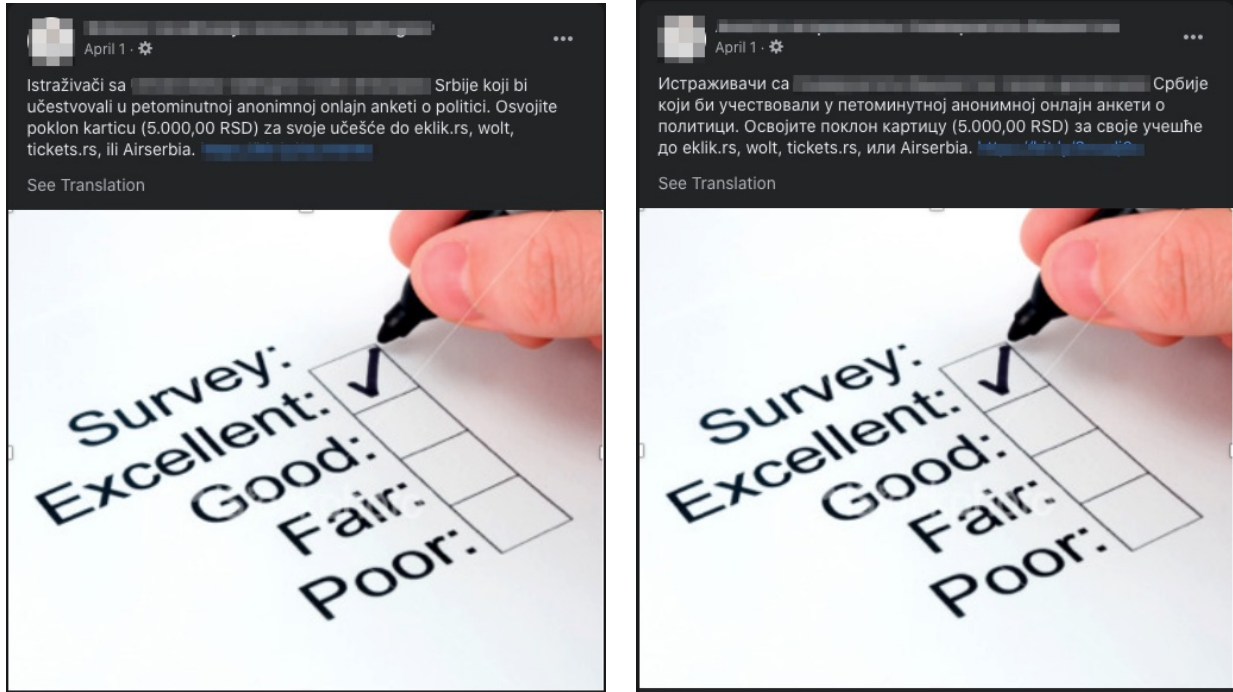 April 1 ·
Istraživači sa
Srbije koji bi
učestvovali u petominutnoj anonimnoj onlajn anketi o politici. Osvojite
poklon karticu (5.000,00 RSD) za svoje učešće do eklik.rs, wolt,
tickets.rs, ili Airserbia.
See Translation
Survey:
Excellent:
Good:
Fair:
Poor:
April 1 ·
Истраживачи са
Србије
који би учествовали у петоминутној анонимној онлајн анкети о
политици. Освојите поклон картицу (5.000,00 RSD) за своје учешће
до eklik.rs, wolt, tickets.rs, или Airserbia.
See Translation
Survey:
Excellent:
Good:
Fair:
Poor: